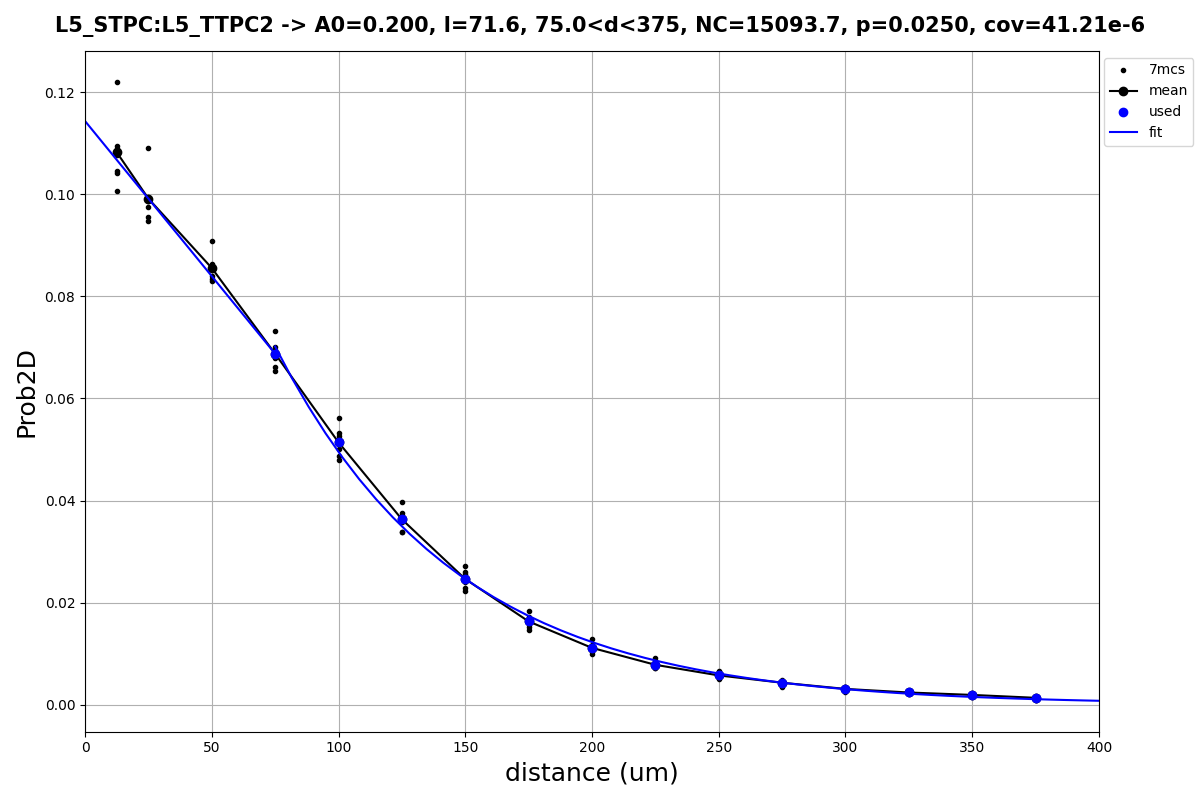 L5_STPC:L5_TTPC2 -> A0=0.200, l=71.6, 75.0<d<375, NC=15093.7, p=0.0250, cov=41.21e-6
7mcs
mean
used
fit
0.12
0.10
0.08
0.06
0.04
0.02
0.00
Prob2D
0 50 100 150 200 250 300 350 400
distance (um)